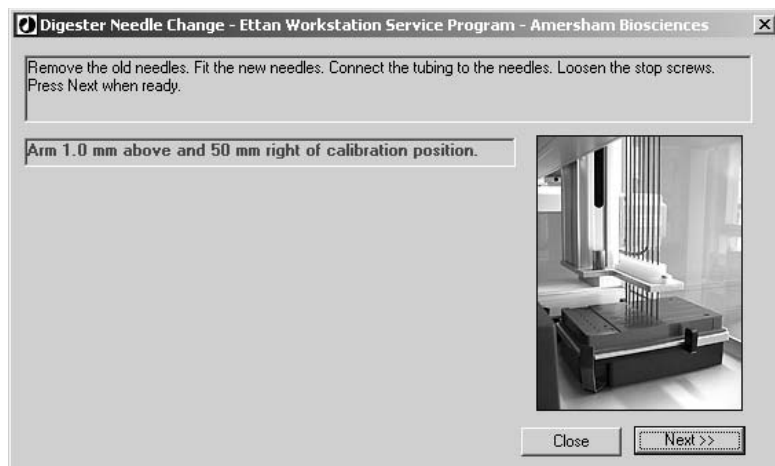 Digester Needle Change - Ettan Workstation Service Program - Amersham Biosciences
Remove the old needles. Fit the new needles. Connect the tubing to the needles. Loosen the stop screws.
Press Next when ready.
Arm 1.0 mm above and 50 mm right of calibration position.
Close
Next >>